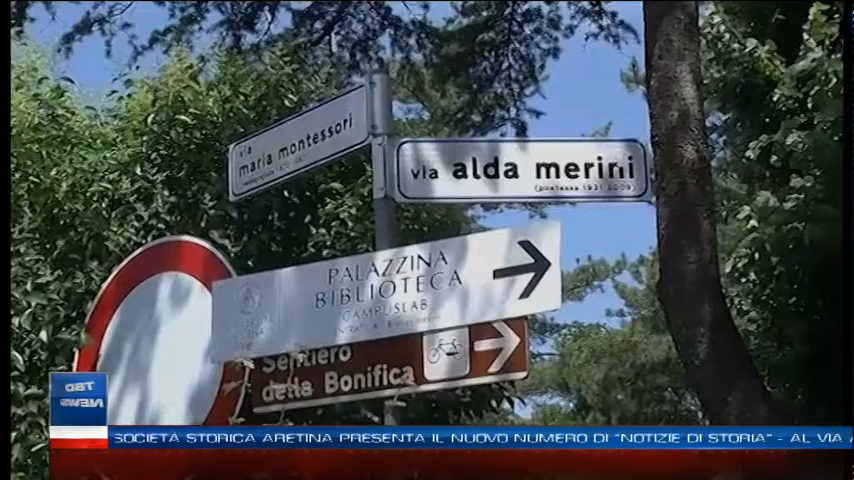 via
maria montessori
via alda merini
(poetessa 1931 2009)
PALAZZINA
BIBLIOTECA
CAMPUSLAB
Sentiero
della Bonifica
TSD
NEWS
SOCIETÀ STORICA ARETINA PRESENTA IL NUOVO NUMERO DI "NOTIZIE DI STORIA" - AL VIA A